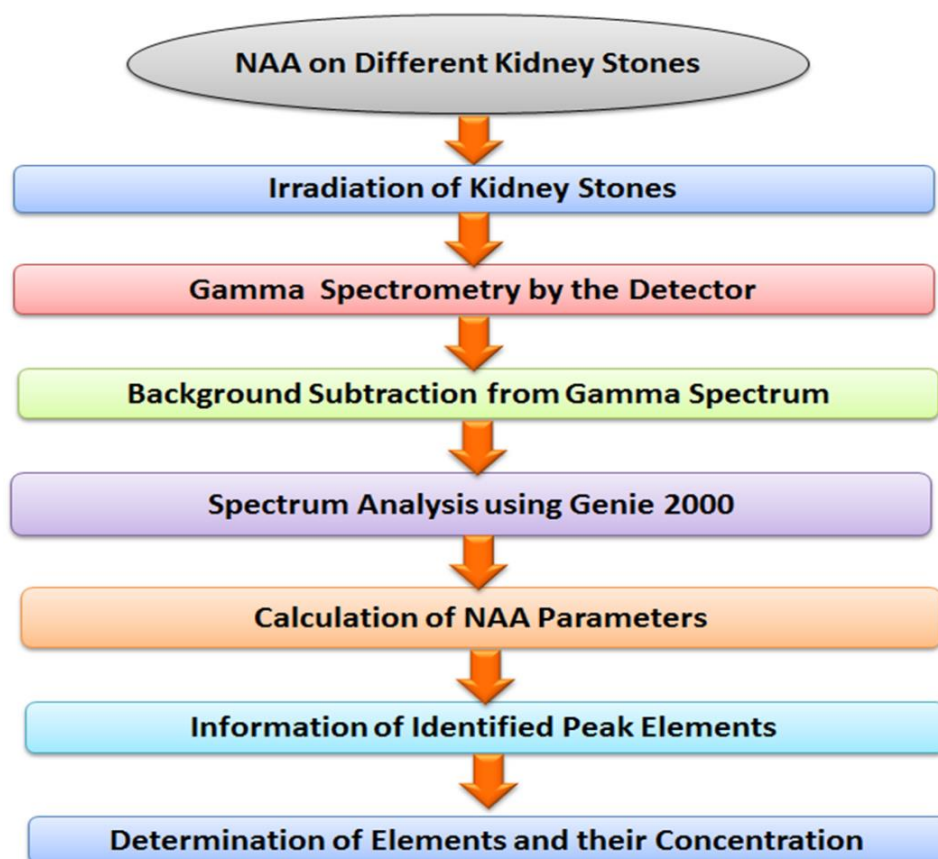 NAA on Different Kidney Stones
Irradiation of Kidney Stones
Gamma Spectrometry by the Detector
Background Subtraction from Gamma Spectrum
Spectrum Analysis using Genie 2000
Calculation of NAA Parameters
Information of Identified Peak Elements
Determination of Elements and their Concentration